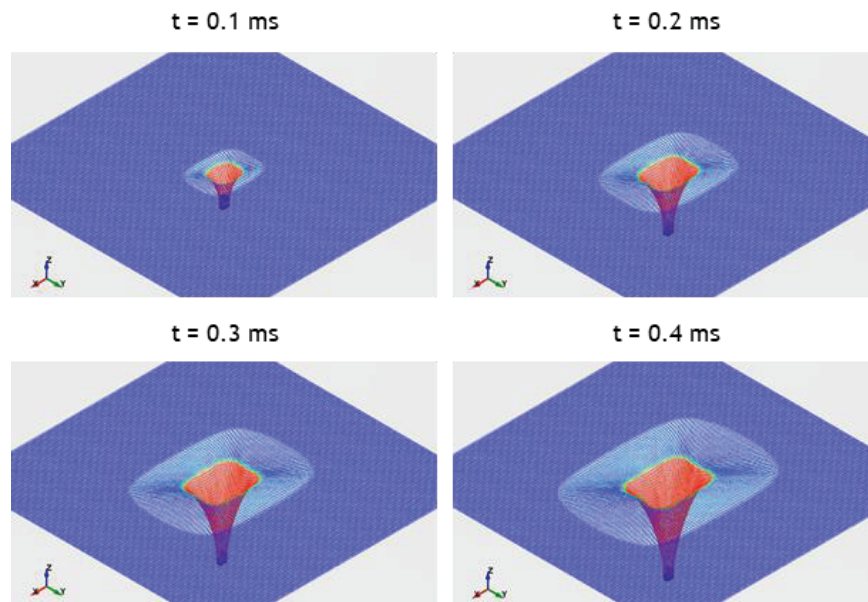 t = 0.1 ms
t = 0.2 ms
Z
X
Y
Z
X
Y
t = 0.3 ms
t = 0.4 ms
Z
X
Y
Z
X
Y